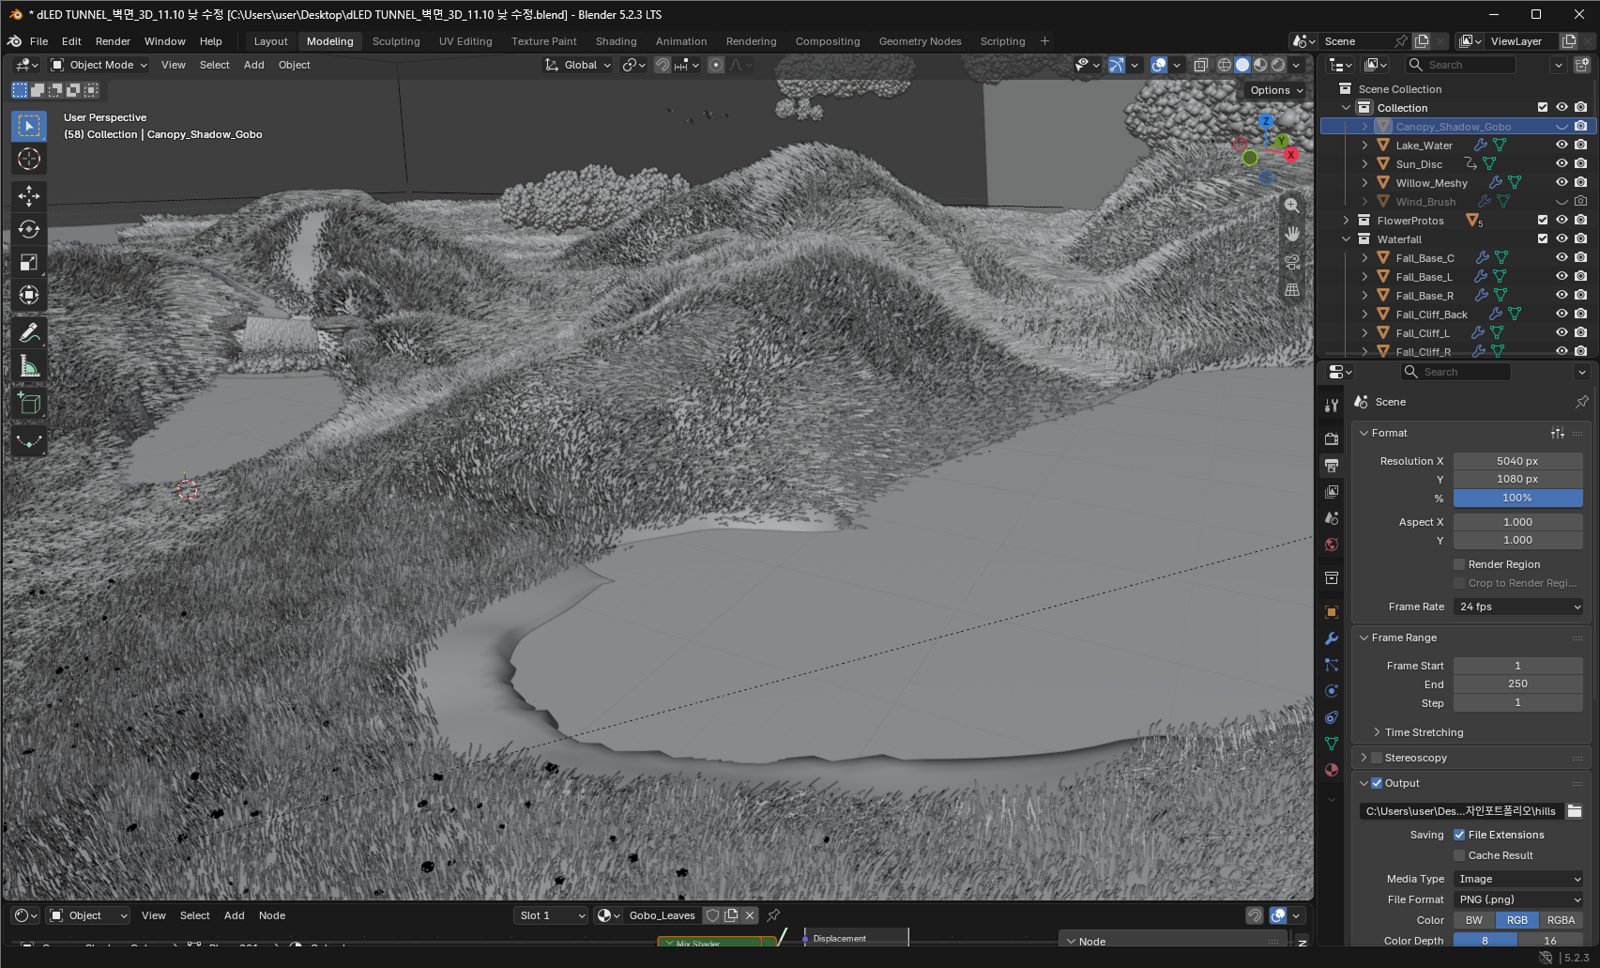 * dLED TUNNEL_벽면_3D_11.10 낮 수정 [C:\Users\user\Desktop\dLED TUNNEL_벽면_3D_11.10 낮 수정.blend] - Blender 5.2.3 LTS
File Edit Render Window Help Layout Modeling Sculpting UV Editing Texture Paint Shading Animation Rendering Compositing Geometry Nodes Scripting + Scene ViewLayer
Object Mode View Select Add Object Global
Search
Options
User Perspective
(58) Collection | Canopy_Shadow_Gobo
Z
Y
X
Scene Collection
Collection
Canopy_Shadow_Gobo
Lake_Water
Sun_Disc
Willow_Meshy
Wind_Brush
FlowerProtos 5
Waterfall
Fall_Base_C
Fall_Base_L
Fall_Base_R
Fall_Cliff_Back
Fall_Cliff_L
Fall_Cliff_R
Search
Scene
Format
Resolution X 5040 px
Y 1080 px
% 100%
Aspect X 1.000
Y 1.000
Render Region
Crop to Render Regi...
Frame Rate 24 fps
Frame Range
Frame Start 1
End 250
Step 1
Time Stretching
Stereoscopy
Output
C:\Users\user\Des...자인포트폴리오\hills
Saving File Extensions
Cache Result
Media Type Image
File Format PNG (.png)
Color BW RGB RGBA
Color Depth 8 16
Object View Select Add Node Slot 1 Gobo_Leaves
Mix Shader
Displacement
Node
5.2.3